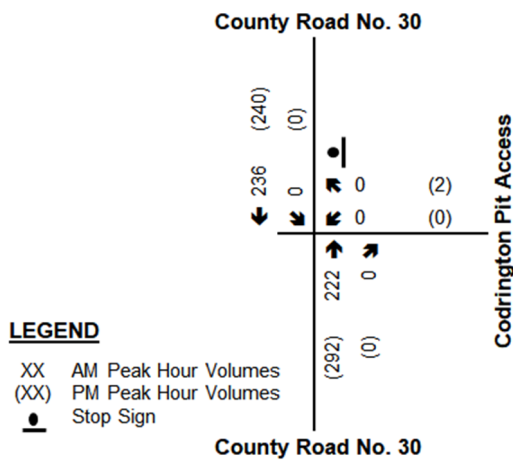 County Road No. 30
(240) (0)
236 0
0 (2)
0 (0)
Codrington Pit Access
222 0
(292) (0)
LEGEND
XX AM Peak Hour Volumes
(XX) PM Peak Hour Volumes
Stop Sign
County Road No. 30